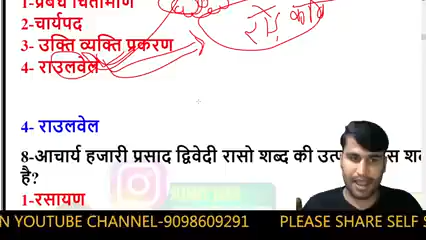 1-प्रबंध चिंतामणि
2-चार्यपद
3- उक्ति व्यक्ति प्रकरण
4- राउलवेल
4- राउलवेल
8-आचार्य हजारी प्रसाद द्विवेदी रासो शब्द की
है?
1-रसायण
N YOUTUBE CHANNEL-9098609291 PLEASE SHARE SELF